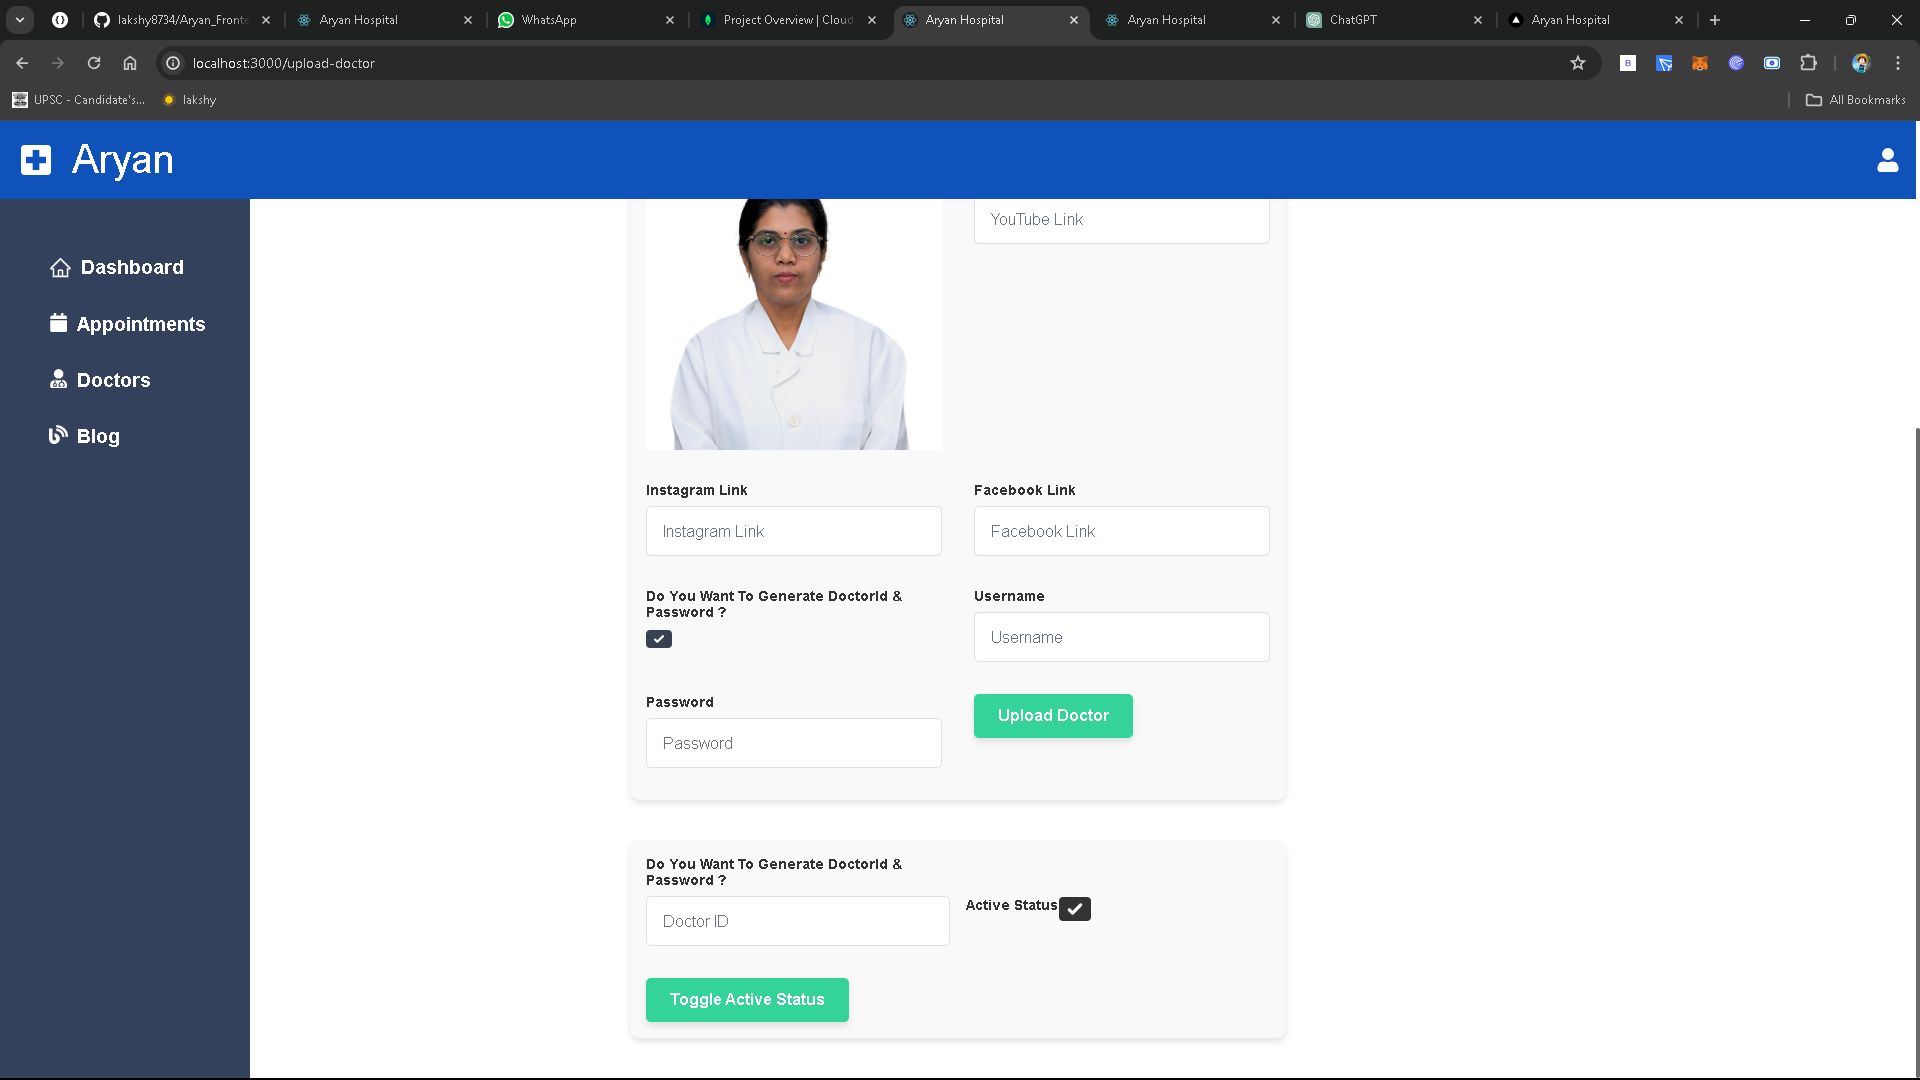 lakshy8734/Aryan_Fronte
Aryan Hospital
WhatsApp
Project Overview | Cloud
Aryan Hospital
Aryan Hospital
ChatGPT
Aryan Hospital
localhost:3000/upload-doctor
UPSC - Candidate's...
lakshy
All Bookmarks
Aryan
Dashboard
Appointments
Doctors
Blog
YouTube Link
Instagram Link
Facebook Link
Instagram Link
Facebook Link
Do You Want To Generate DoctorId &
Password ?
Username
Username
Password
Password
Upload Doctor
Do You Want To Generate DoctorId &
Password ?
Doctor ID
Active Status
Toggle Active Status